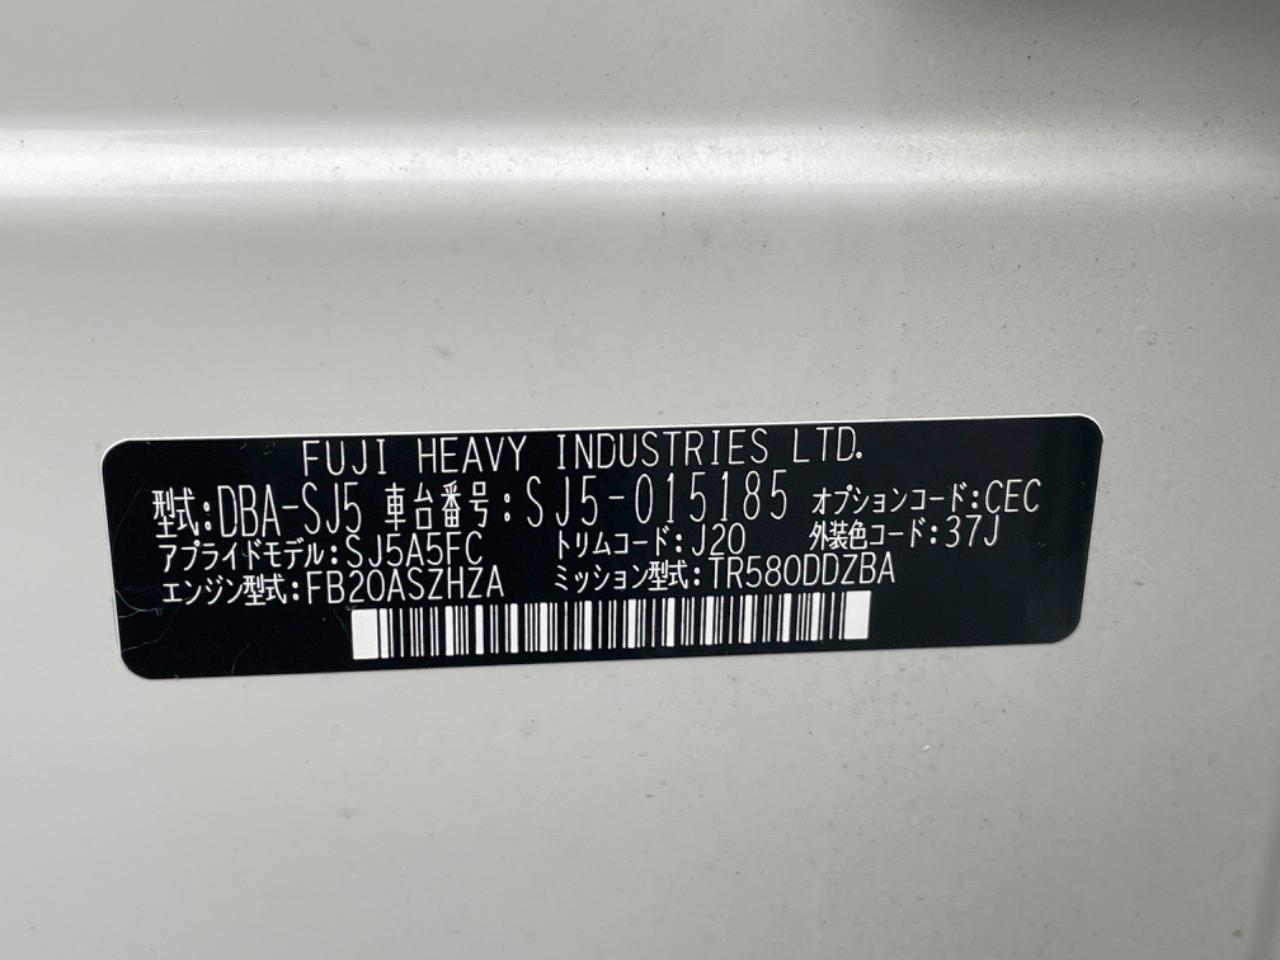 FUJI HEAVY INDUSTRIES LTD.
型式:DBA-SJ5 車台番号:SJ5-015185 オプションコード:CEC
アプライドモデル:SJ5A5FC トリムコード:J20 外装色コード:37J
エンジン型式:FB20ASZHZA ミッション型式:TR580DDZBA